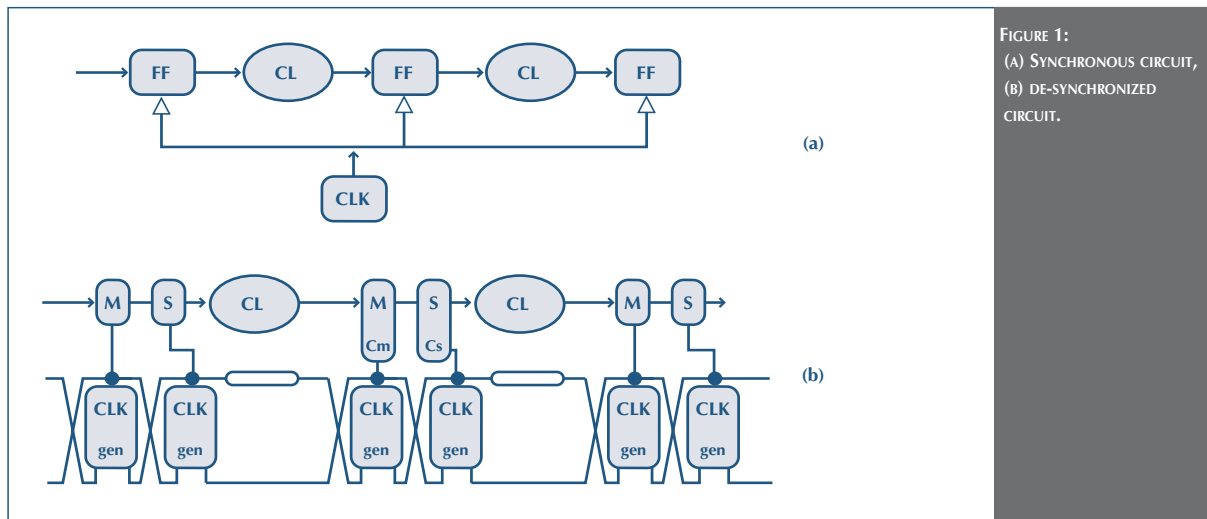 FIGURE 1:
(A) SYNCHRONOUS CIRCUIT,
(B) DE-SYNCHRONIZED
CIRCUIT.
FF CL FF CL FF
(a)
CLK
M S CL M S CL M S
Cm Cs
(b)
CLK CLK CLK CLK CLK CLK
gen gen gen gen gen gen